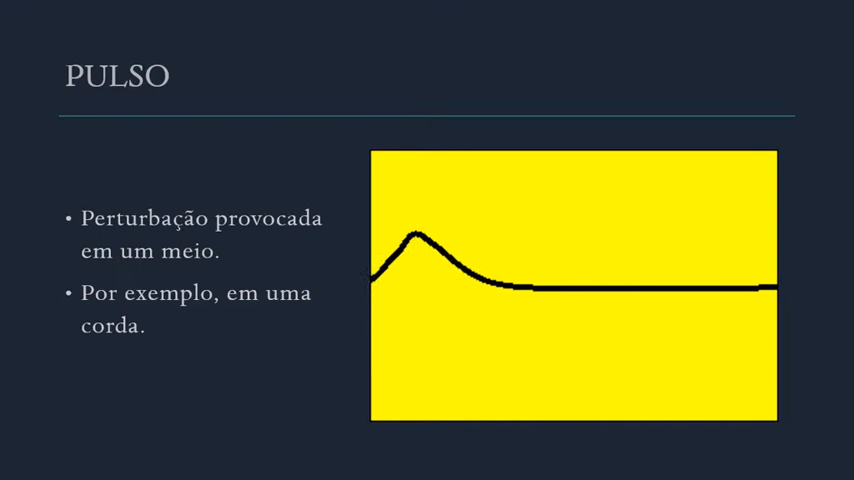 PULSO
• Perturbação provocada
em um meio.
• Por exemplo, em uma
corda.